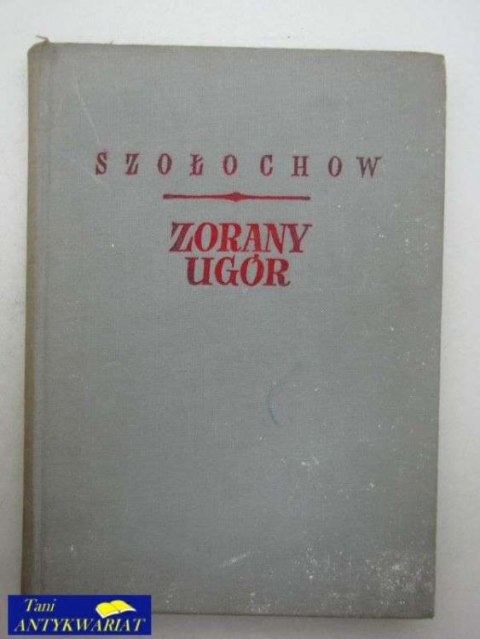 SZOŁOCHOW
ZORANY
UGÓR
Tani
ANTYKWARIAT